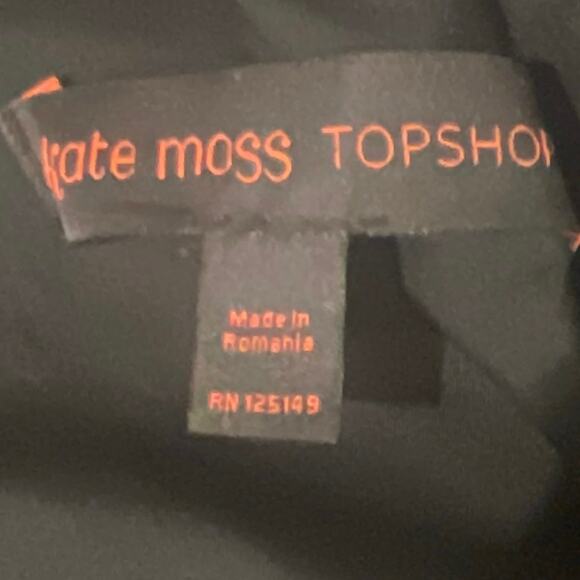 kate moss TOPSHOP
Made in
Romania
RN 125149